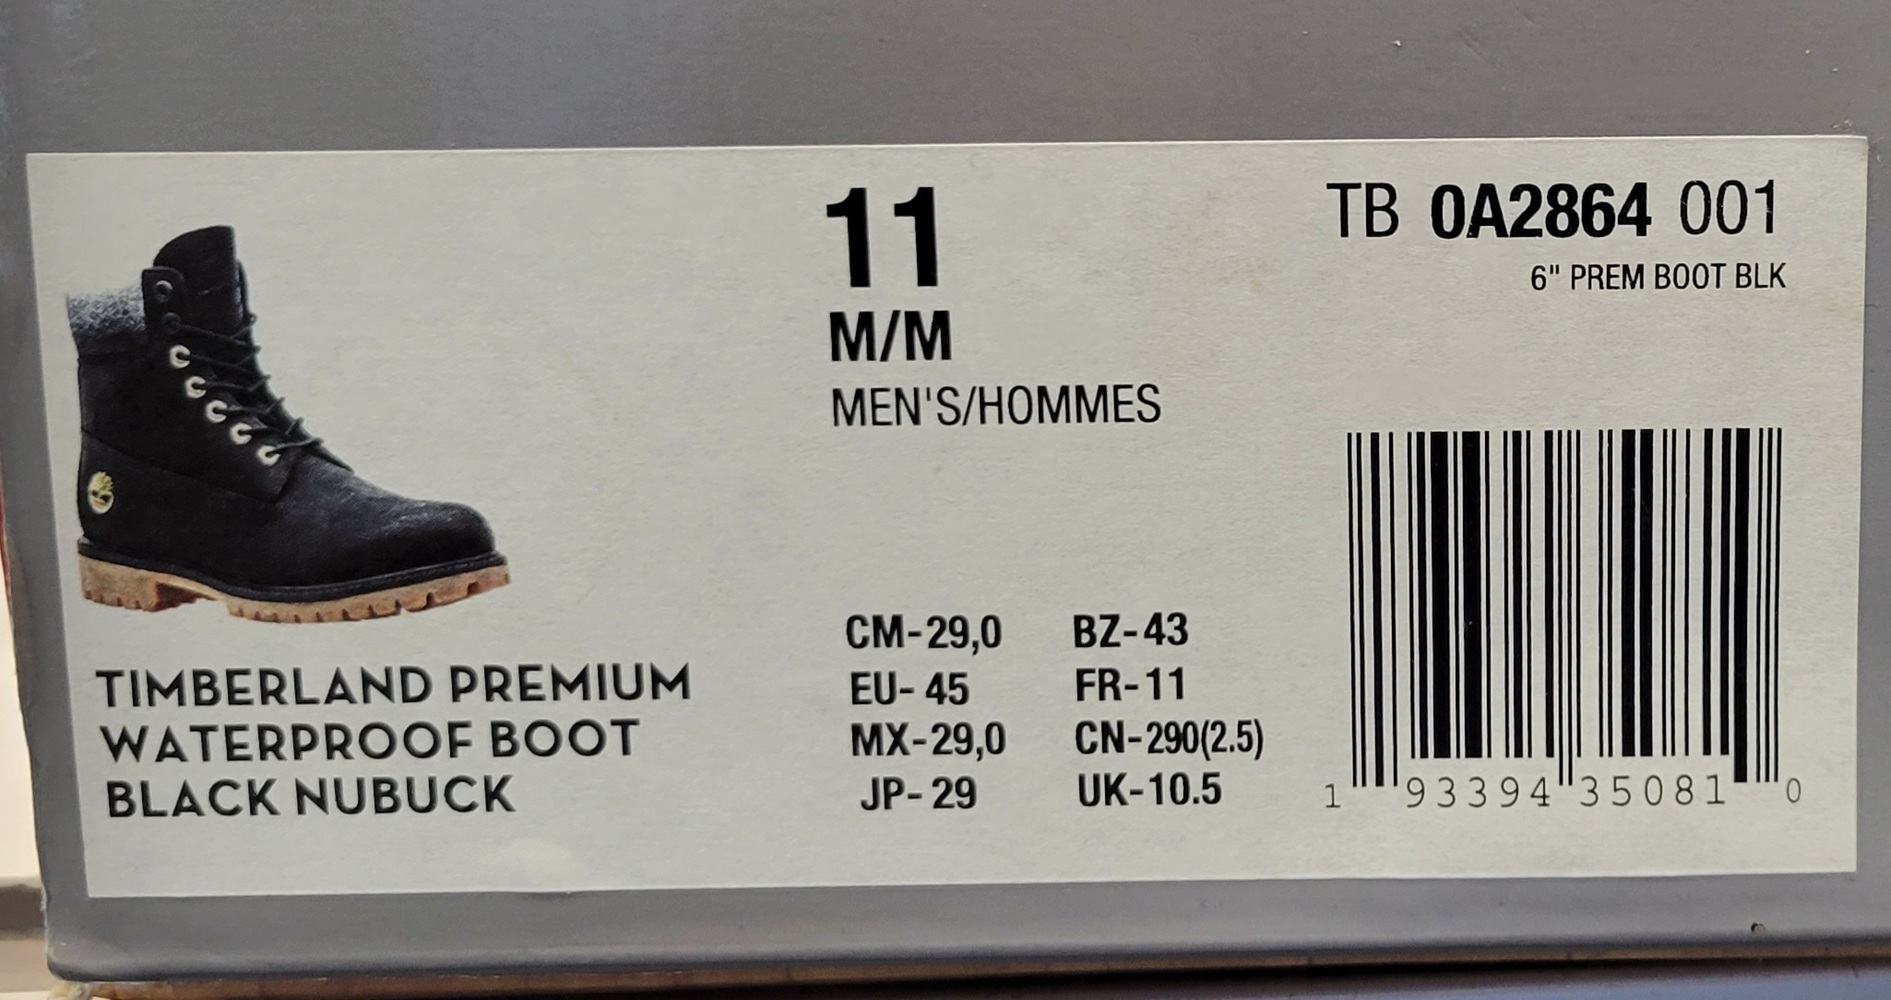 TIMBERLAND PREMIUM
WATERPROOF BOOT
BLACK NUBUCK
11
M/M
MEN'S/HOMMES
CM-29,0 BZ-43
EU- 45 FR-11
MX-29,0 CN-290(2.5)
JP- 29 UK-10.5
TB 0A2864 001
6" PREM BOOT BLK
1 93394 35081 0